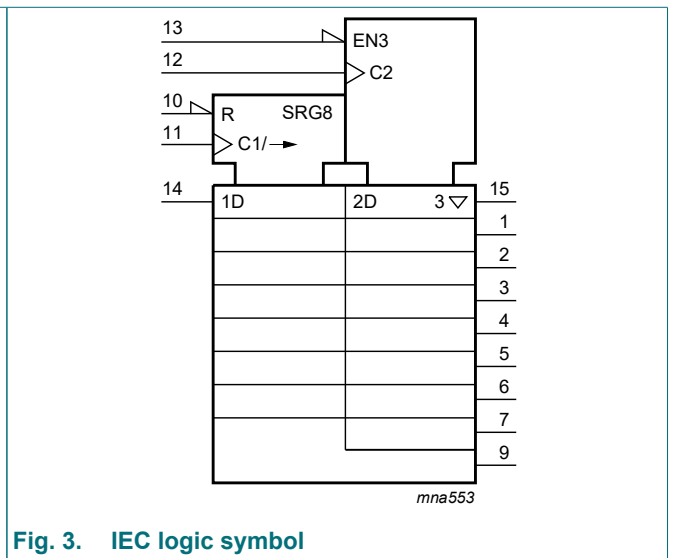 13 EN3
12 C2
10 R SRG8
11 C1/→
14 1D 2D 3 ▽ 15
1
2
3
4
5
6
7
9
mna553
Fig. 3. IEC logic symbol